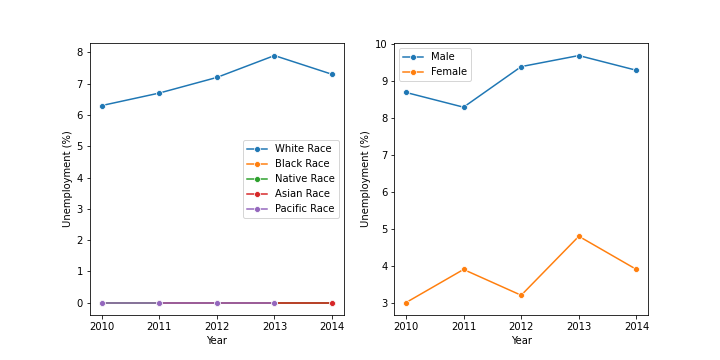 8
7
6
5
4
3
2
1
0
Unemployment (%)
White Race
Black Race
Native Race
Asian Race
Pacific Race
2010 2011 2012 2013 2014
Year
10
9
8
7
6
5
4
3
Unemployment (%)
Male
Female
2010 2011 2012 2013 2014
Year